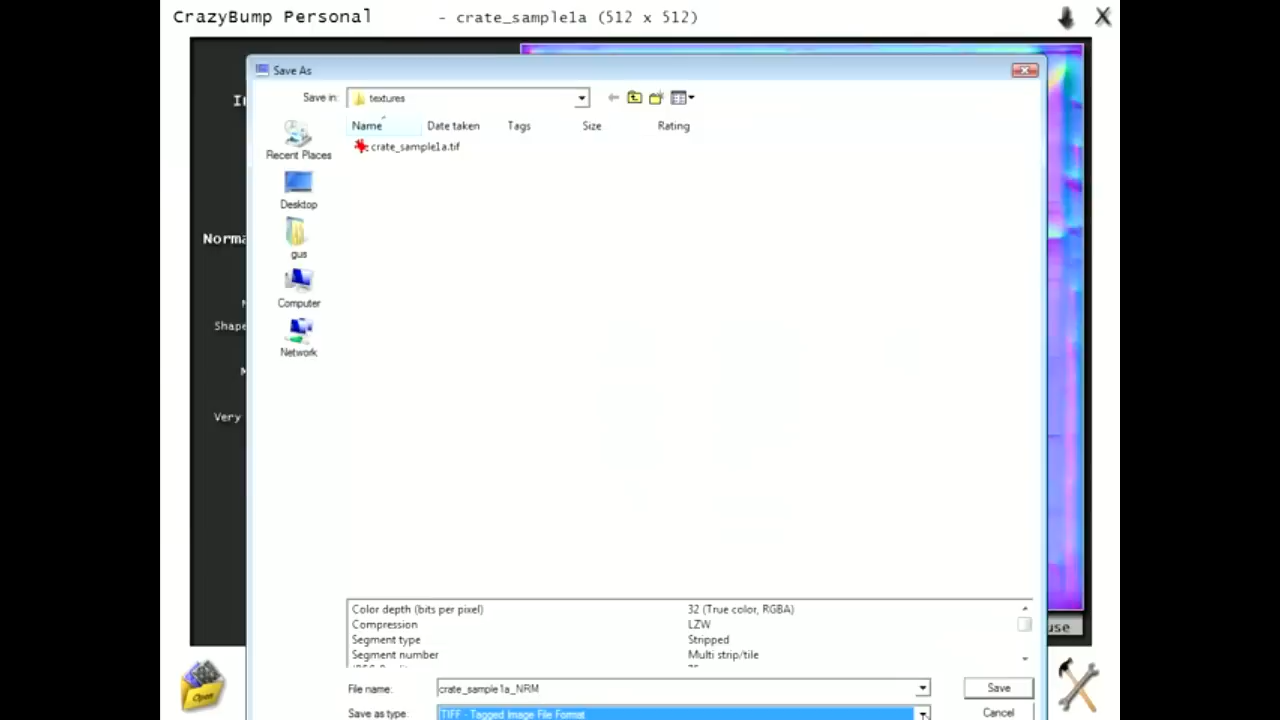 CrazyBump Personal - crate_sample1a (512 x 512)
Save As
Save in: textures
Name Date taken Tags Size Rating
crate_sample1a.tif
Recent Places
Desktop
gus
Computer
Network
Norma
Shape
Very
Color depth (bits per pixel) 32 (True color, RGBA)
Compression LZW
Segment type Stripped
Segment number Multi strip/tile
use
Open
File name: crate_sample1a_NRM Save
Save as type: TIFF - Tagged Image File Format Cancel